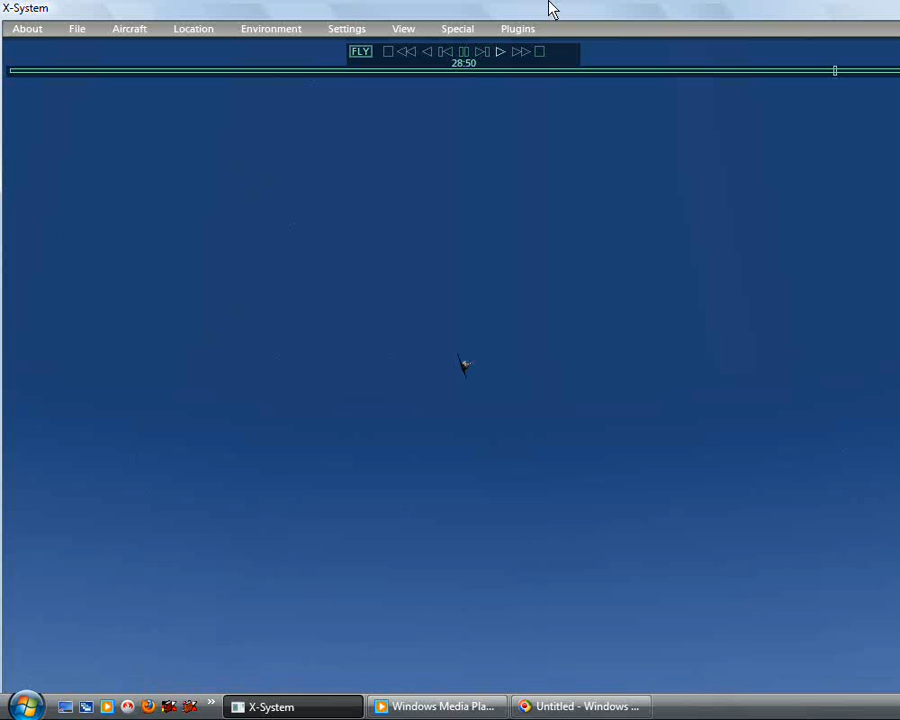 X-System
About File Aircraft Location Environment Settings View Special Plugins
FLY
28:50
X-System Windows Media Pla... Untitled - Windows ...